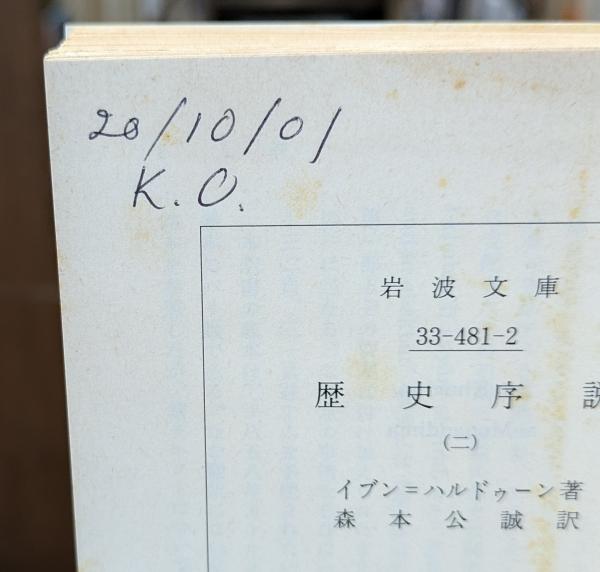 20/10/01
K.O.
岩波文庫
33-481-2
歴史序説
(二)
イブン=ハルドゥーン著
森本公誠訳